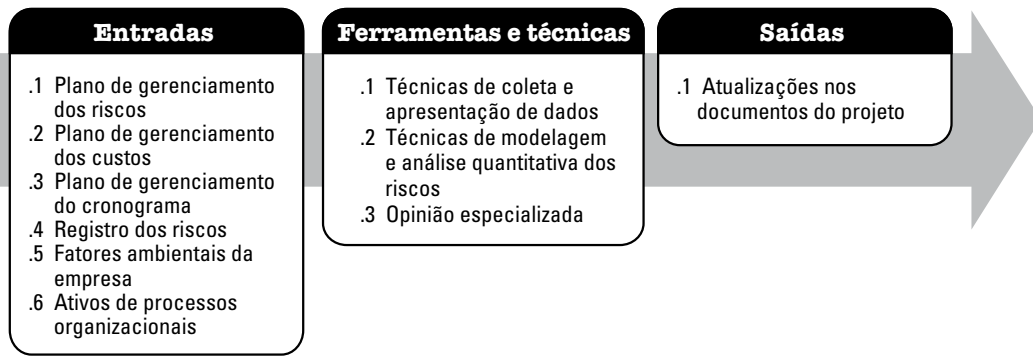 Entradas
.1 Plano de gerenciamento
dos riscos
.2 Plano de gerenciamento
dos custos
.3 Plano de gerenciamento
do cronograma
.4 Registro dos riscos
.5 Fatores ambientais da
empresa
.6 Ativos de processos
organizacionais
Ferramentas e técnicas
.1 Técnicas de coleta e
apresentação de dados
.2 Técnicas de modelagem
e análise quantitativa dos
riscos
.3 Opinião especializada
Saídas
.1 Atualizações nos
documentos do projeto